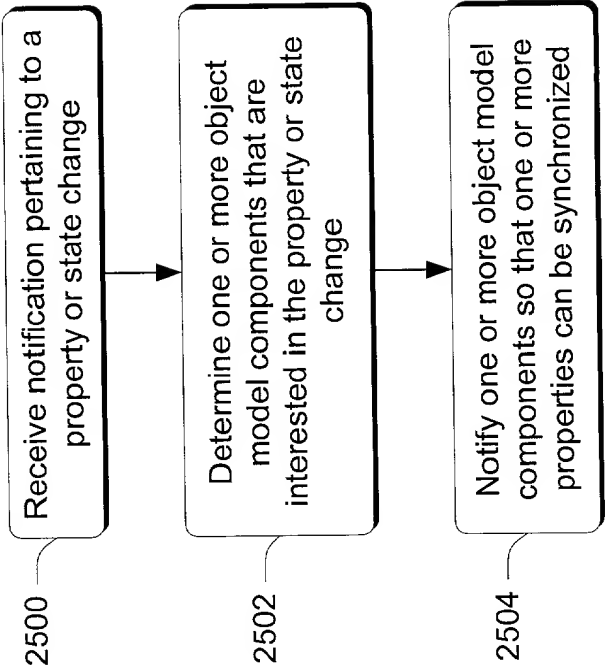 2500
Receive notification pertaining to a
property or state change
2502
Determine one or more object
model components that are
interested in the property or state
change
2504
Notify one or more object model
components so that one or more
properties can be synchronized